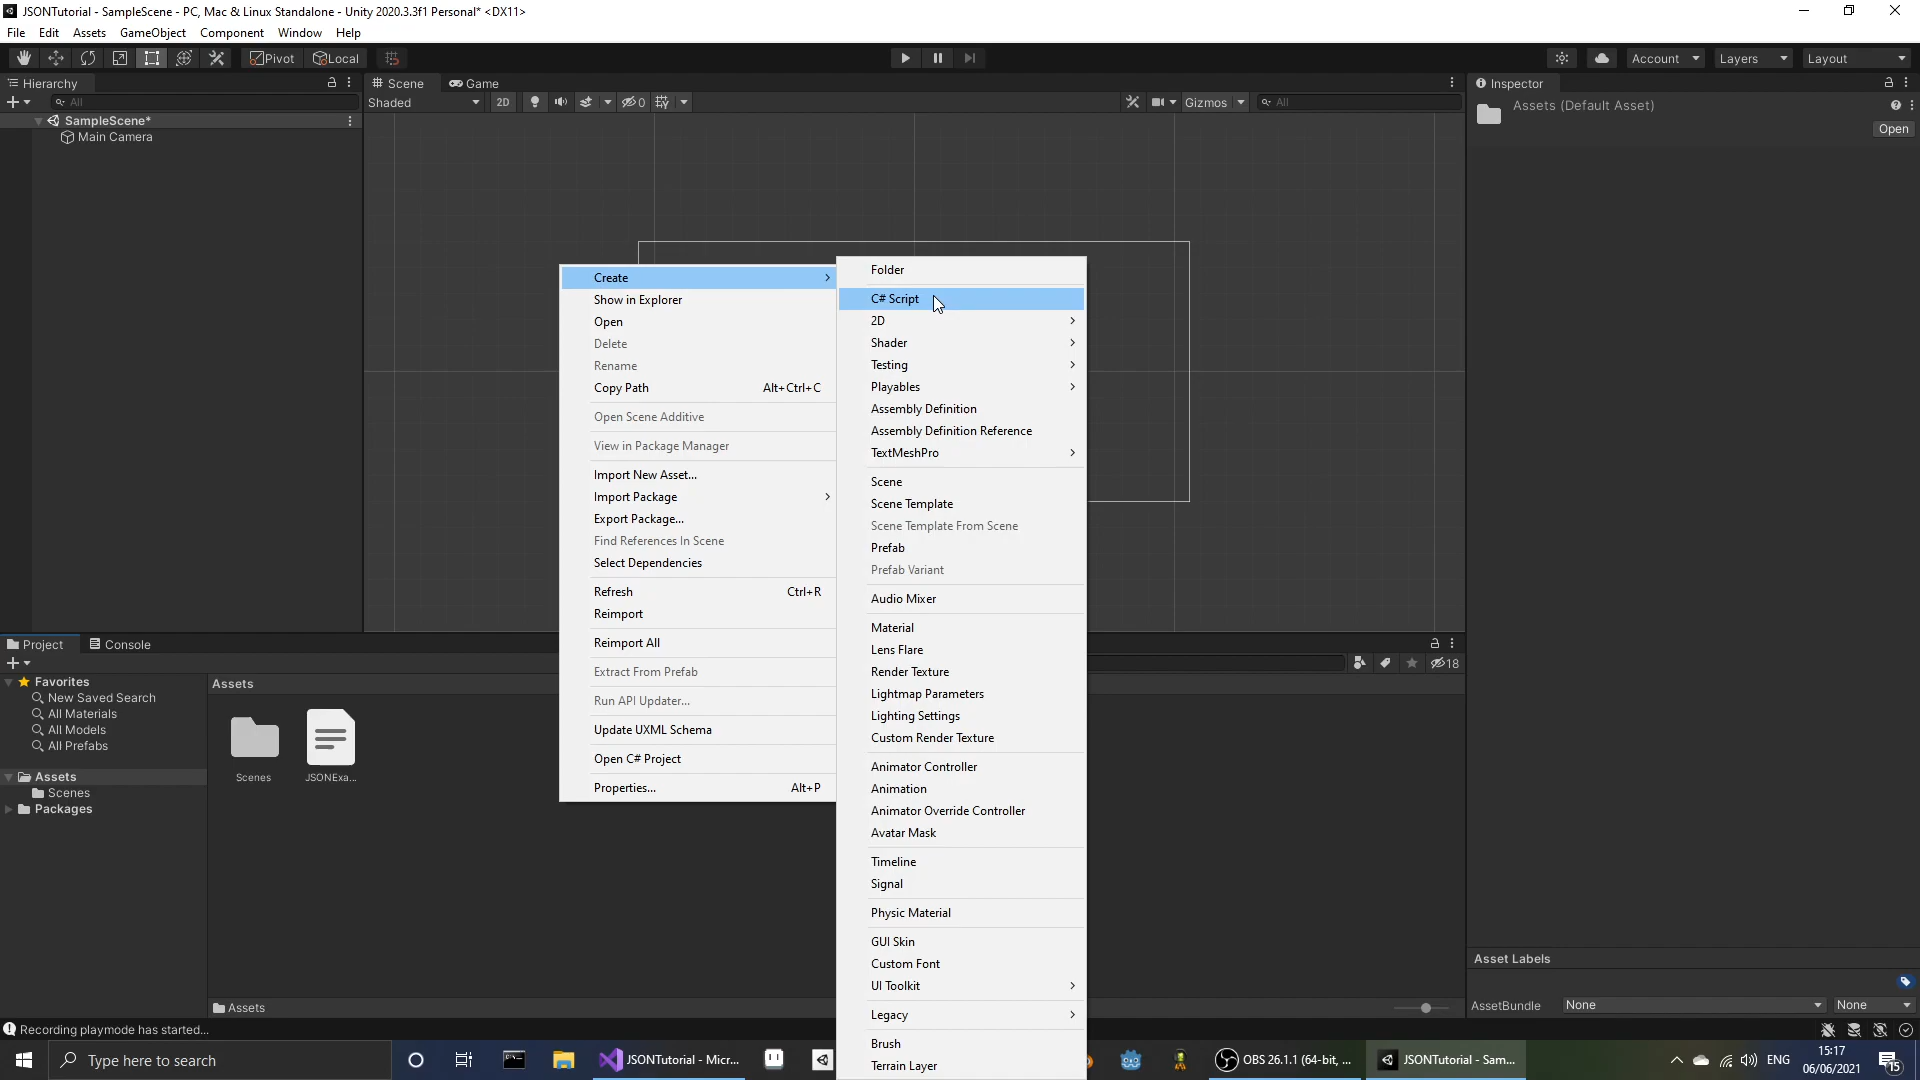 JSONTutorial - SampleScene - PC, Mac & Linux Standalone - Unity 2020.3.3f1 Personal* <DX11>
File Edit Assets GameObject Component Window Help
Pivot Local Account Layers Layout
Hierarchy
All
SampleScene*
Main Camera
Scene Game
Shaded 2D 0 Gizmos All
Inspector
Assets (Default Asset)
Open
Create
Show in Explorer
Open
Delete
Rename
Copy Path Alt+Ctrl+C
Open Scene Additive
View in Package Manager
Import New Asset...
Import Package
Export Package...
Find References In Scene
Select Dependencies
Refresh Ctrl+R
Reimport
Reimport All
Extract From Prefab
Run API Updater...
Update UXML Schema
Open C# Project
Properties... Alt+P
Folder
C# Script
2D
Shader
Testing
Playables
Assembly Definition
Assembly Definition Reference
TextMeshPro
Scene
Scene Template
Scene Template From Scene
Prefab
Prefab Variant
Audio Mixer
Material
Lens Flare
Render Texture
Lightmap Parameters
Lighting Settings
Custom Render Texture
Animator Controller
Animation
Animator Override Controller
Avatar Mask
Timeline
Signal
Physic Material
GUI Skin
Custom Font
UI Toolkit
Legacy
Brush
Terrain Layer
Project Console
18
Favorites
New Saved Search
All Materials
All Models
All Prefabs
Assets
Scenes
Packages
Assets
Scenes
JSONExa...
Assets
Asset Labels
AssetBundle None None
Recording playmode has started...
Type here to search
JSONTutorial - Micr...
OBS 26.1.1 (64-bit, ...
JSONTutorial - Sam...
ENG
15:17
06/06/2021
15